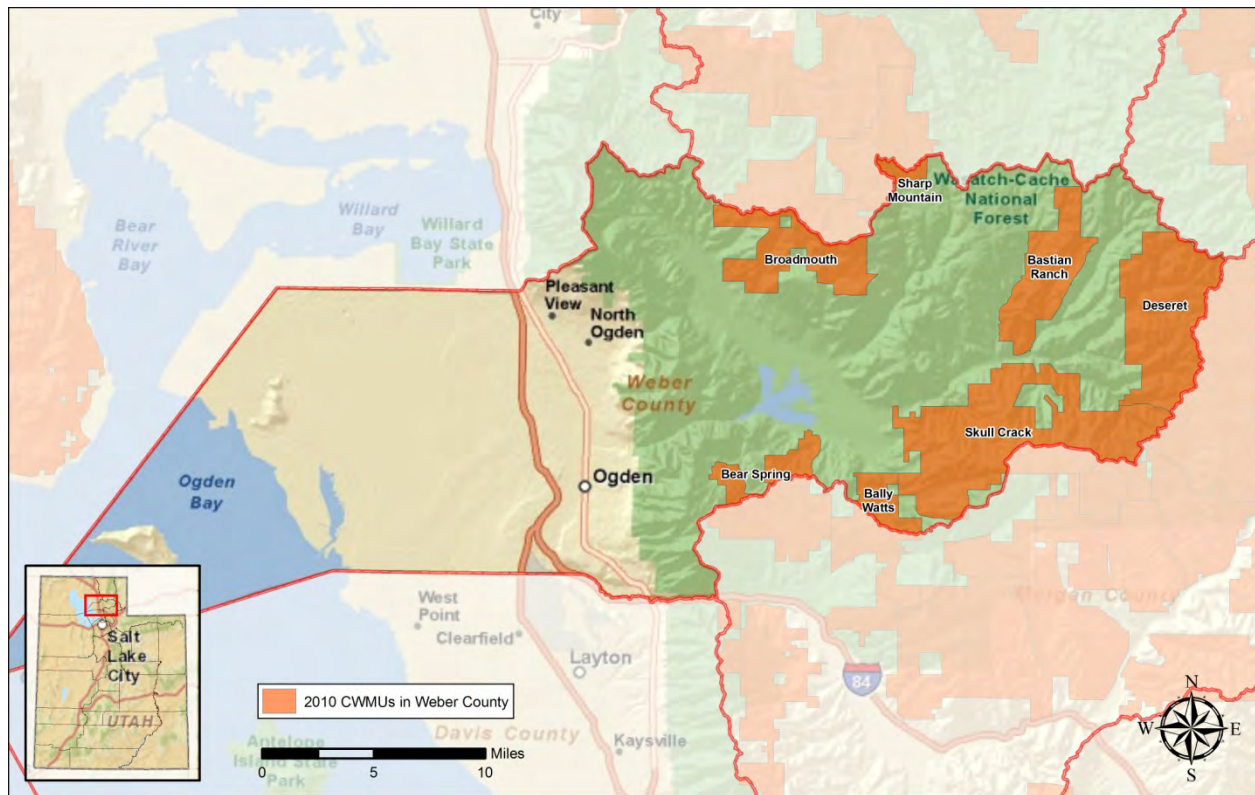 City
Sharp
Mountain
Wasatch-Cache
National
Forest
Willard
Bay
Bear
River
Bay
Willard
Bay State
Park
Broadmouth
Bastian
Ranch
Deseret
Pleasant
View
North
Ogden
Weber
County
Skull Crack
Ogden
Bay
Ogden
Bear Spring
Bally
Watts
West
Point
Clearfield
Morgan County
Layton
84
Salt
Lake
City
UTAH
2010 CWMUs in Weber County
Davis County
Antelope
Island State
Park
Kaysville
Miles
0 5 10
N
W E
S